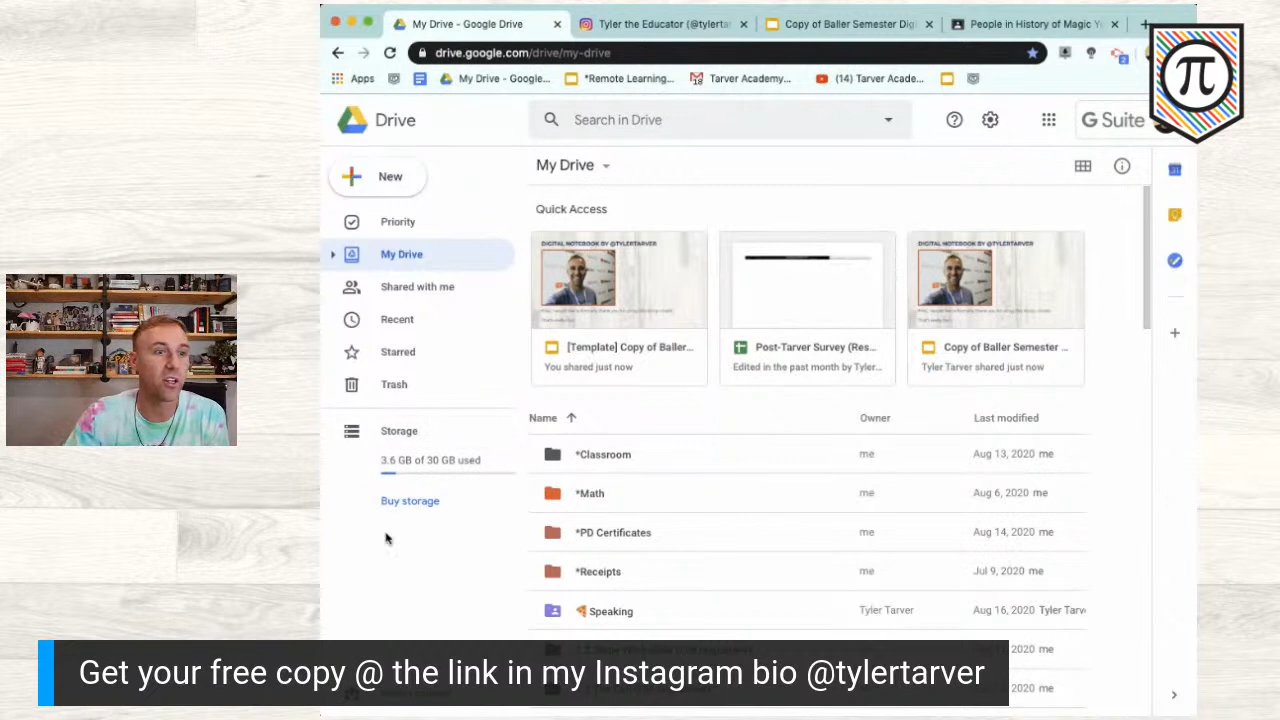 My Drive - Google Drive
Tyler the Educator (@tylertar
Copy of Baller Semester Digi
People in History of Magic Y
drive.google.com/drive/my-drive
Apps
My Drive - Google...
*Remote Learning...
Tarver Academy...
(14) Tarver Acade...
Drive
Search in Drive
G Suite
π
New
My Drive
Priority
Quick Access
My Drive
DIGITAL NOTEBOOK BY @TYLERTARVER
DIGITAL NOTEBOOK BY @TYLERTARVER
Shared with me
Recent
[Template] Copy of Baller...
Post-Tarver Survey (Res...
Copy of Baller Semester ...
Starred
You shared just now
Edited in the past month by Tyler...
Tyler Tarver shared just now
Trash
Name
Owner
Last modified
Storage
3.6 GB of 30 GB used
*Classroom
me
Aug 13, 2020 me
Buy storage
*Math
me
Aug 6, 2020 me
*PD Certificates
me
Aug 14, 2020 me
*Receipts
me
Jul 9, 2020 me
Speaking
Tyler Tarver
Aug 16, 2020 Tyler Tarv
Get your free copy @ the link in my Instagram bio @tylertarver